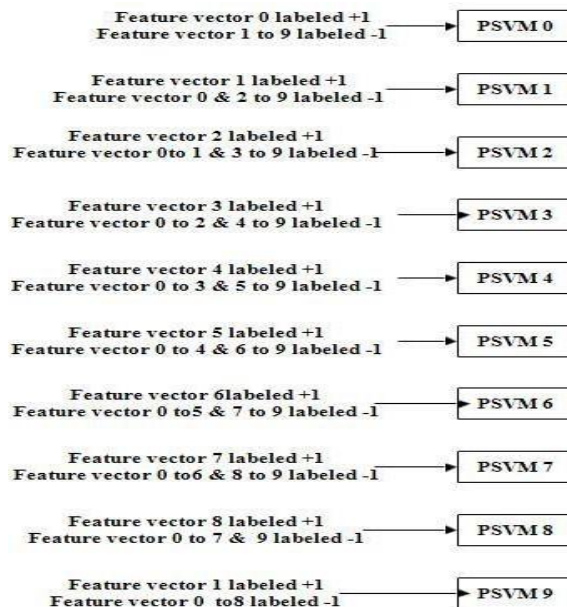 Feature vector 0 labeled +1
Feature vector 1 to 9 labeled -1
PSVM 0
Feature vector 1 labeled +1
Feature vector 0 & 2 to 9 labeled -1
PSVM 1
Feature vector 2 labeled +1
Feature vector 0to 1 & 3 to 9 labeled -1
PSVM 2
Feature vector 3 labeled +1
Feature vector 0 to 2 & 4 to 9 labeled -1
PSVM 3
Feature vector 4 labeled +1
Feature vector 0 to 3 & 5 to 9 labeled -1
PSVM 4
Feature vector 5 labeled +1
Feature vector 0 to 4 & 6 to 9 labeled -1
PSVM 5
Feature vector 6labeled +1
Feature vector 0 to5 & 7 to 9 labeled -1
PSVM 6
Feature vector 7 labeled +1
Feature vector 0 to6 & 8 to 9 labeled -1
PSVM 7
Feature vector 8 labeled +1
Feature vector 0 to 7 & 9 labeled -1
PSVM 8
Feature vector 1 labeled +1
Feature vector 0 to8 labeled -1
PSVM 9